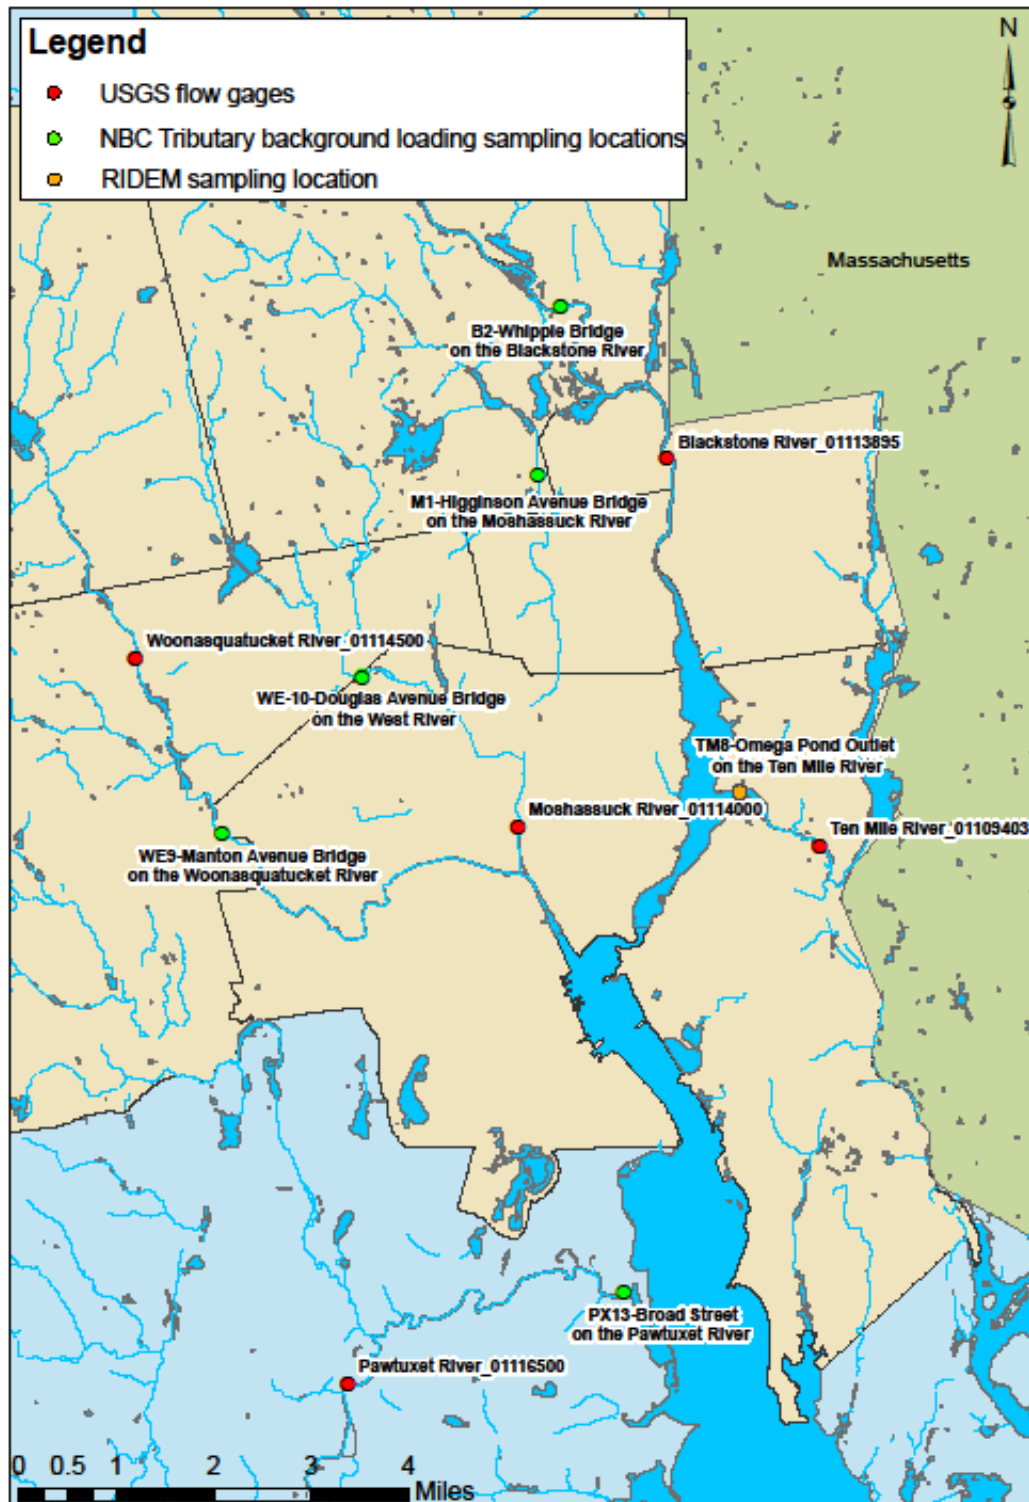 Legend
USGS flow gages
NBC Tributary background loading sampling locations
RIDEM sampling location
N
Massachusetts
B2-Whipple Bridge
on the Blackstone River
Blackstone River_01113895
M1-Higginson Avenue Bridge
on the Moshassuck River
Woonasquatucket River_01114500
WE-10-Douglas Avenue Bridge
on the West River
TM8-Omega Pond Outlet
on the Ten Mile River
Moshassuck River_01114000
Ten Mile River_01109403
WE9-Manton Avenue Bridge
on the Woonasquatucket River
PX13-Broad Street
on the Pawtuxet River
Pawtuxet River_01116500
0 0.5 1 2 3 4
Miles